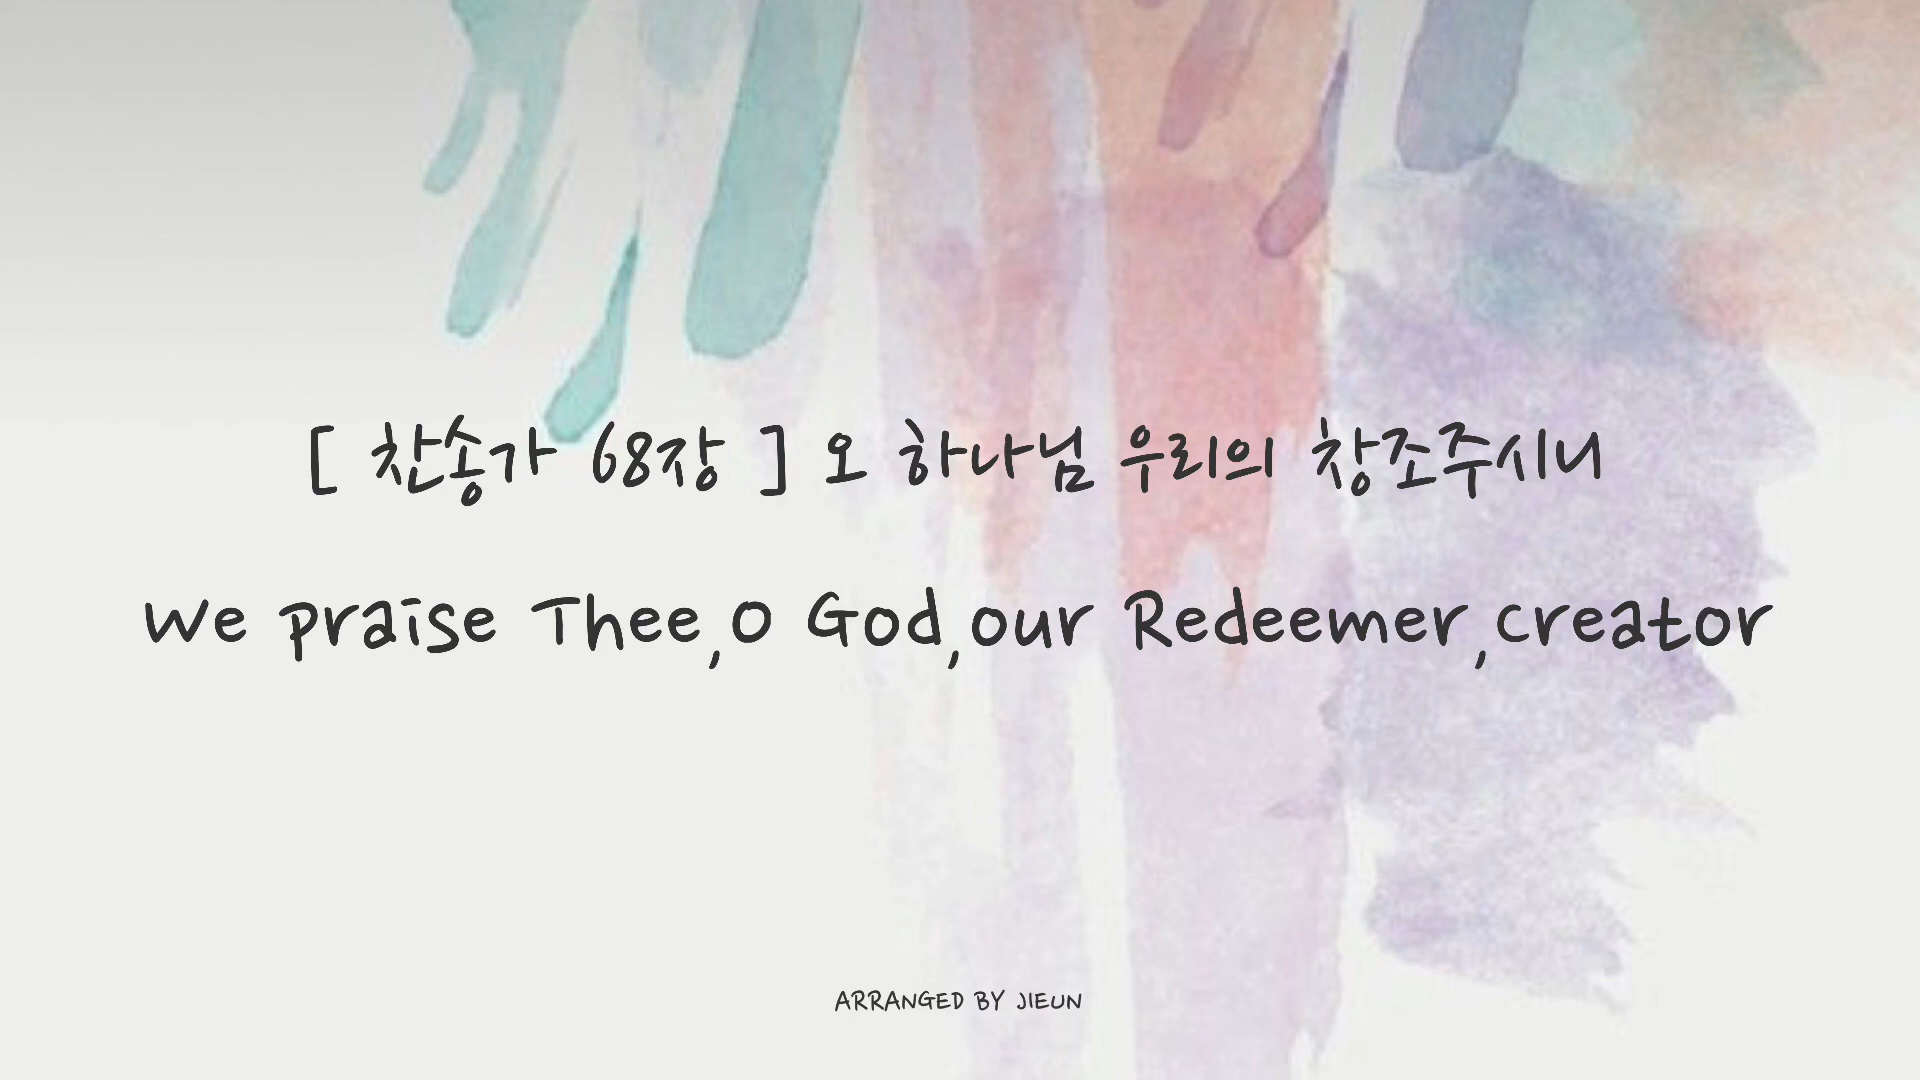 [ 찬송가 68장 ] 오 하나님 우리의 창조주시니
We praise Thee,O God,our Redeemer,creator
ARRANGED BY JIEUN